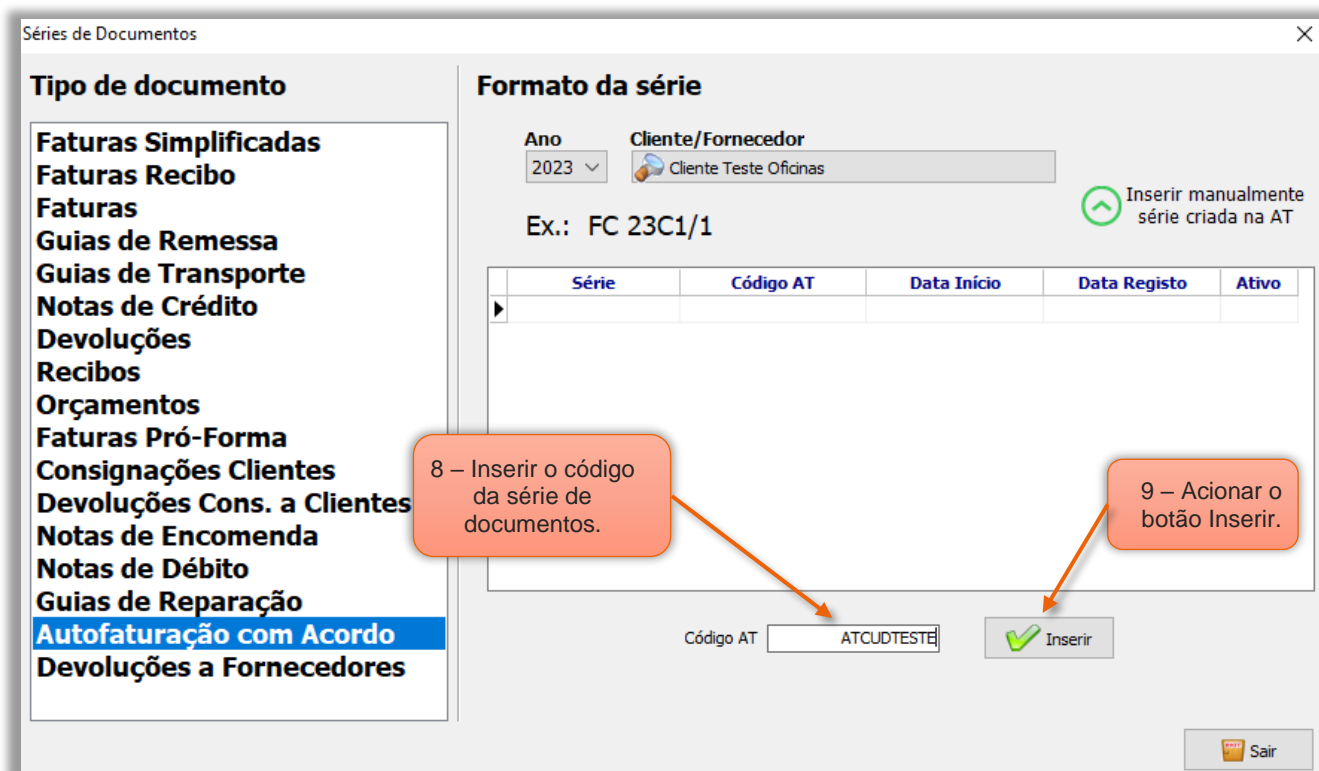 Séries de Documentos
Tipo de documento
Faturas Simplificadas
Faturas Recibo
Faturas
Guias de Remessa
Guias de Transporte
Notas de Crédito
Devoluções
Recibos
Orçamentos
Faturas Pró-Forma
Consignações Clientes
Devoluções Cons. a Clientes
Notas de Encomenda
Notas de Débito
Guias de Reparação
Autofaturação com Acordo
Devoluções a Fornecedores
Formato da série
Ano Cliente/Fornecedor
2023 Cliente Teste Oficinas
Inserir manualmente
série criada na AT
Ex.: FC 23C1/1
Série Código AT Data Início Data Registo Ativo
8 – Inserir o código
da série de
documentos.
9 – Acionar o
botão Inserir.
Código AT ATCUDTESTE Inserir
Sair